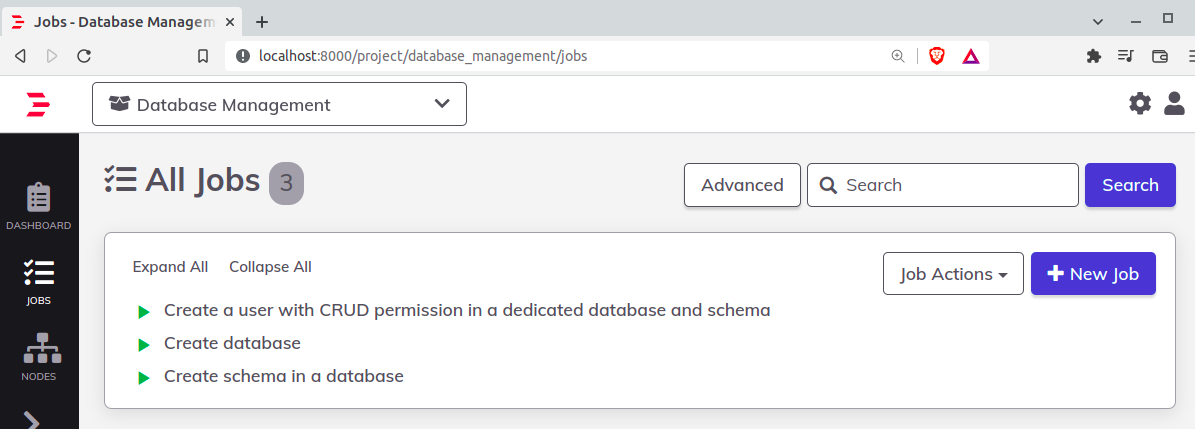 Jobs - Database Managem
localhost:8000/project/database_management/jobs
Database Management
All Jobs 3
Advanced
Search
Search
DASHBOARD
JOBS
NODES
Expand All Collapse All
Job Actions
New Job
Create a user with CRUD permission in a dedicated database and schema
Create database
Create schema in a database